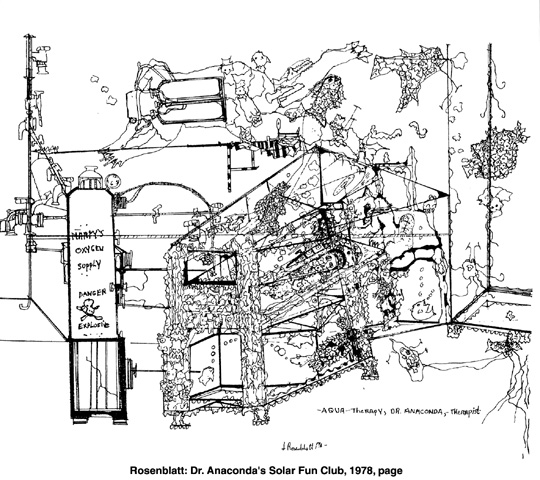 HARRY'S
OXYGEN
SUPPLY
DANGER
EXPLOSIVE
-AQUA-Therapy, DR. ANACONDA,-Therapist
J Rosenblatt 78-
Rosenblatt: Dr. Anaconda's Solar Fun Club, 1978, page